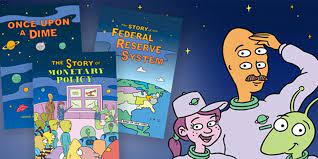 ONCE UPON
A DIME
THE STORY OF THE
FEDERAL
RESERVE
SYSTEM
THE STORY OF
MONETARY
POLICY